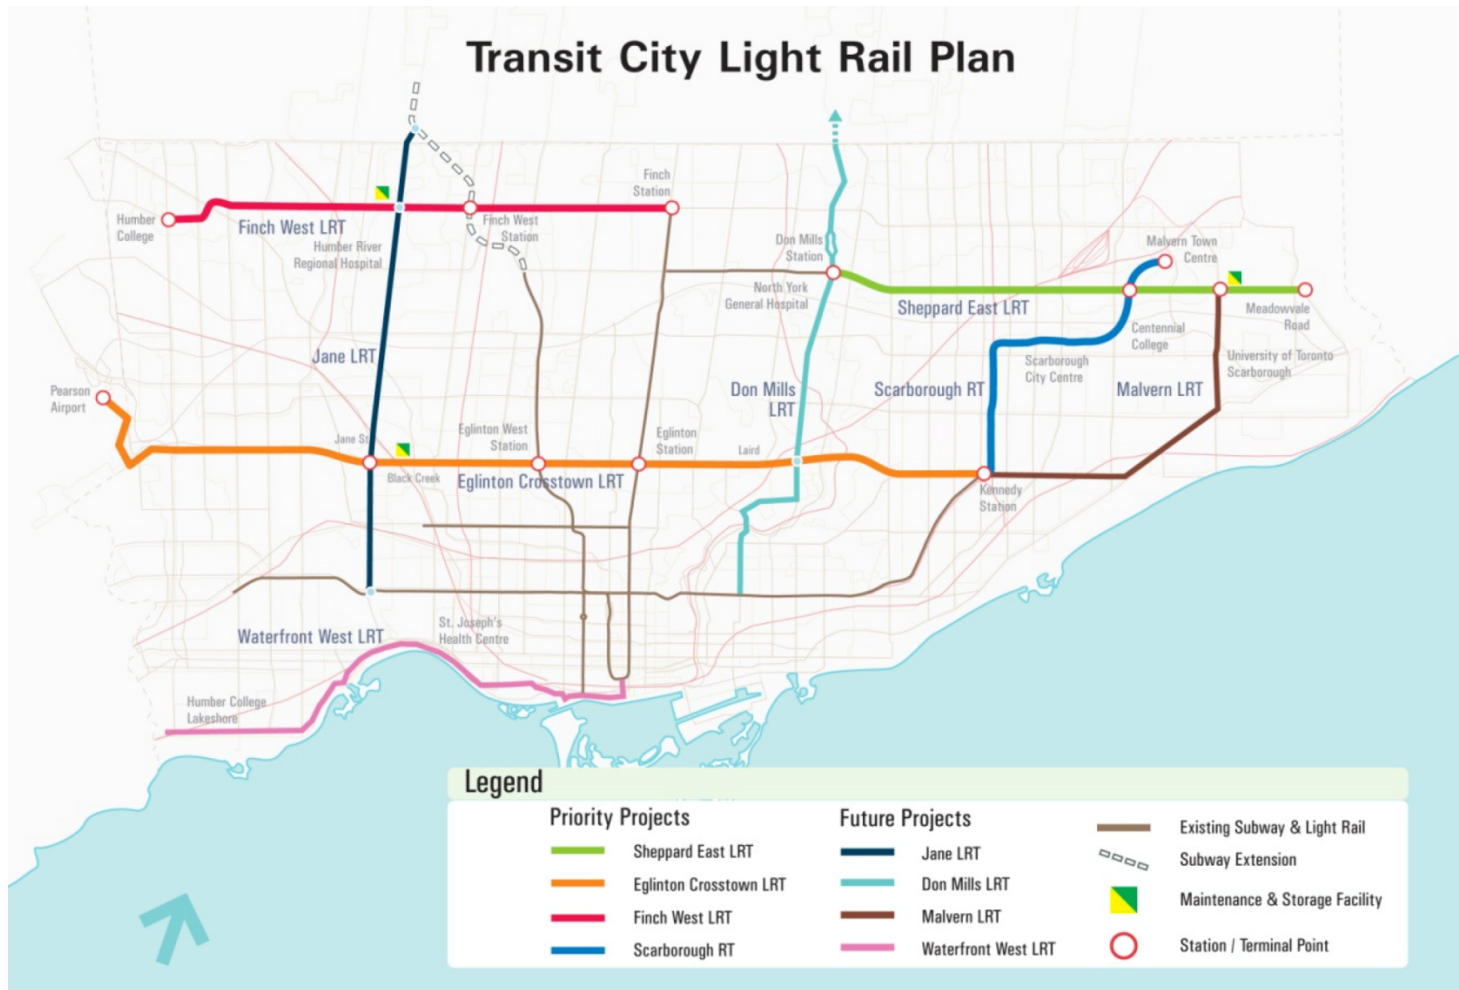 Transit City Light Rail Plan
Finch
Station
Humber
College
Finch West LRT
Finch West
Station
Humber River
Regional Hospital
Don Mills
Station
North York
General Hospital
Malvern Town
Centre
Sheppard East LRT
Meadowvale
Road
Centennial
College
Jane LRT
Scarborough
City Centre
University of Toronto
Scarborough
Pearson
Airport
Don Mills
LRT
Scarborough RT
Malvern LRT
Jane St
Eglinton West
Station
Eglinton
Station
Laird
Black Creek
Eglinton Crosstown LRT
Kennedy
Station
Waterfront West LRT
St. Joseph's
Health Centre
Humber College
Lakeshore
Legend
Priority Projects
Sheppard East LRT
Eglinton Crosstown LRT
Finch West LRT
Scarborough RT
Future Projects
Jane LRT
Don Mills LRT
Malvern LRT
Waterfront West LRT
Existing Subway & Light Rail
Subway Extension
Maintenance & Storage Facility
Station / Terminal Point